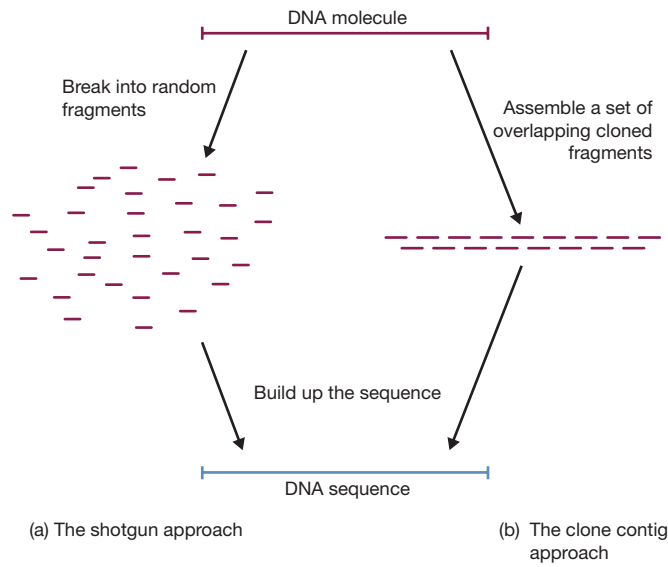 DNA molecule
Break into random
fragments
Assemble a set of
overlapping cloned
fragments
Build up the sequence
DNA sequence
(a) The shotgun approach
(b) The clone contig
approach